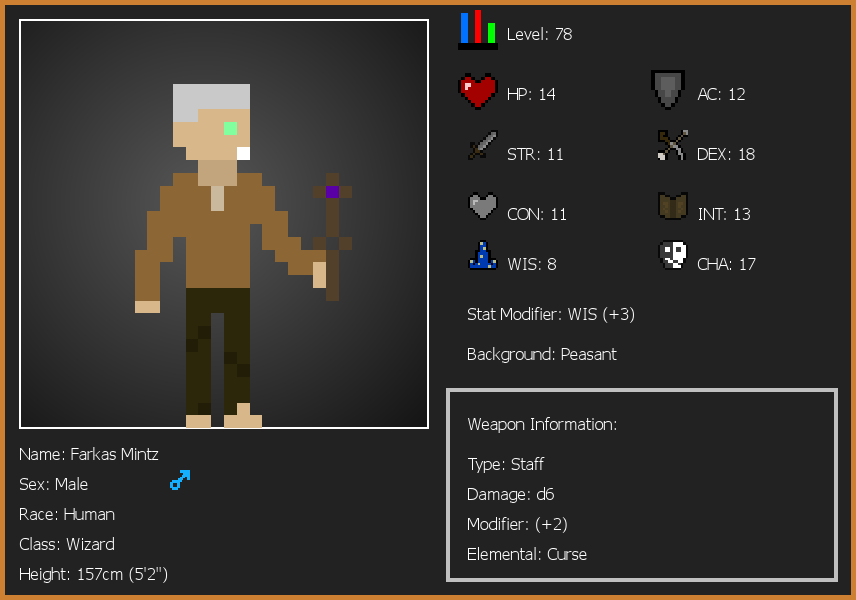 Level: 78
HP: 14
AC: 12
STR: 11
DEX: 18
CON: 11
INT: 13
WIS: 8
CHA: 17
Stat Modifier: WIS (+3)
Background: Peasant
Weapon Information:
Type: Staff
Damage: d6
Modifier: (+2)
Elemental: Curse
Name: Farkas Mintz
Sex: Male
Race: Human
Class: Wizard
Height: 157cm (5'2")